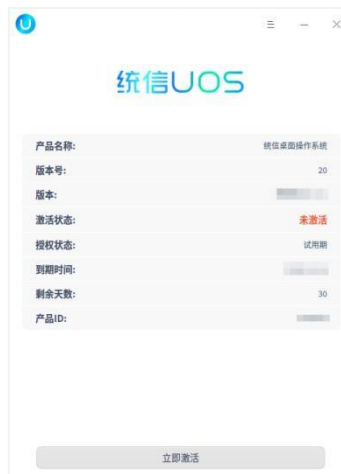 统信UOS
产品名称: 统信桌面操作系统
版本号: 20
版本:
激活状态: 未激活
授权状态: 试用期
到期时间:
剩余天数: 30
产品ID:
立即激活